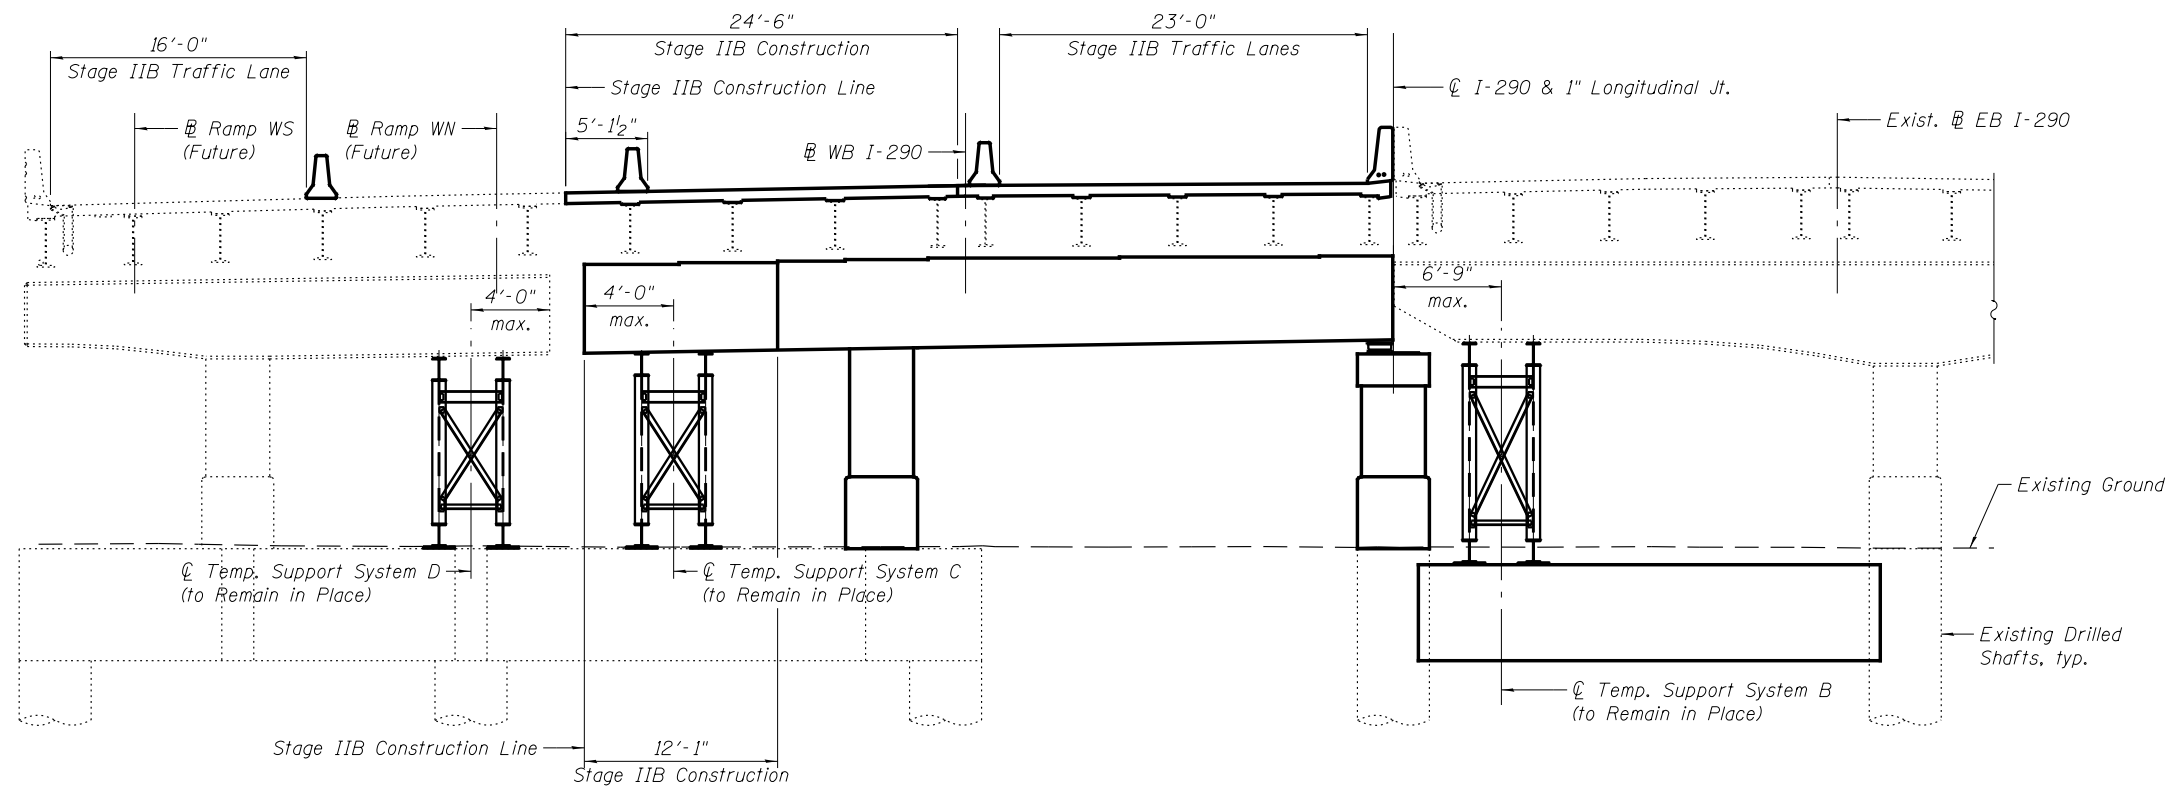 24'-6"
Stage IIB Construction
23'-0"
Stage IIB Traffic Lanes
16'-0"
Stage IIB Traffic Lane
Stage IIB Construction Line
℄ I-290 & 1" Longitudinal Jt.
5'-1½"
℔ Ramp WS
(Future)
℔ Ramp WN
(Future)
℔ WB I-290
Exist. ℔ EB I-290
4'-0"
max.
4'-0"
max.
6'-9"
max.
Existing Ground
℄ Temp. Support System D
(to Remain in Place)
℄ Temp. Support System C
(to Remain in Place)
Existing Drilled
Shafts, typ.
℄ Temp. Support System B
(to Remain in Place)
Stage IIB Construction Line
12'-1"
Stage IIB Construction